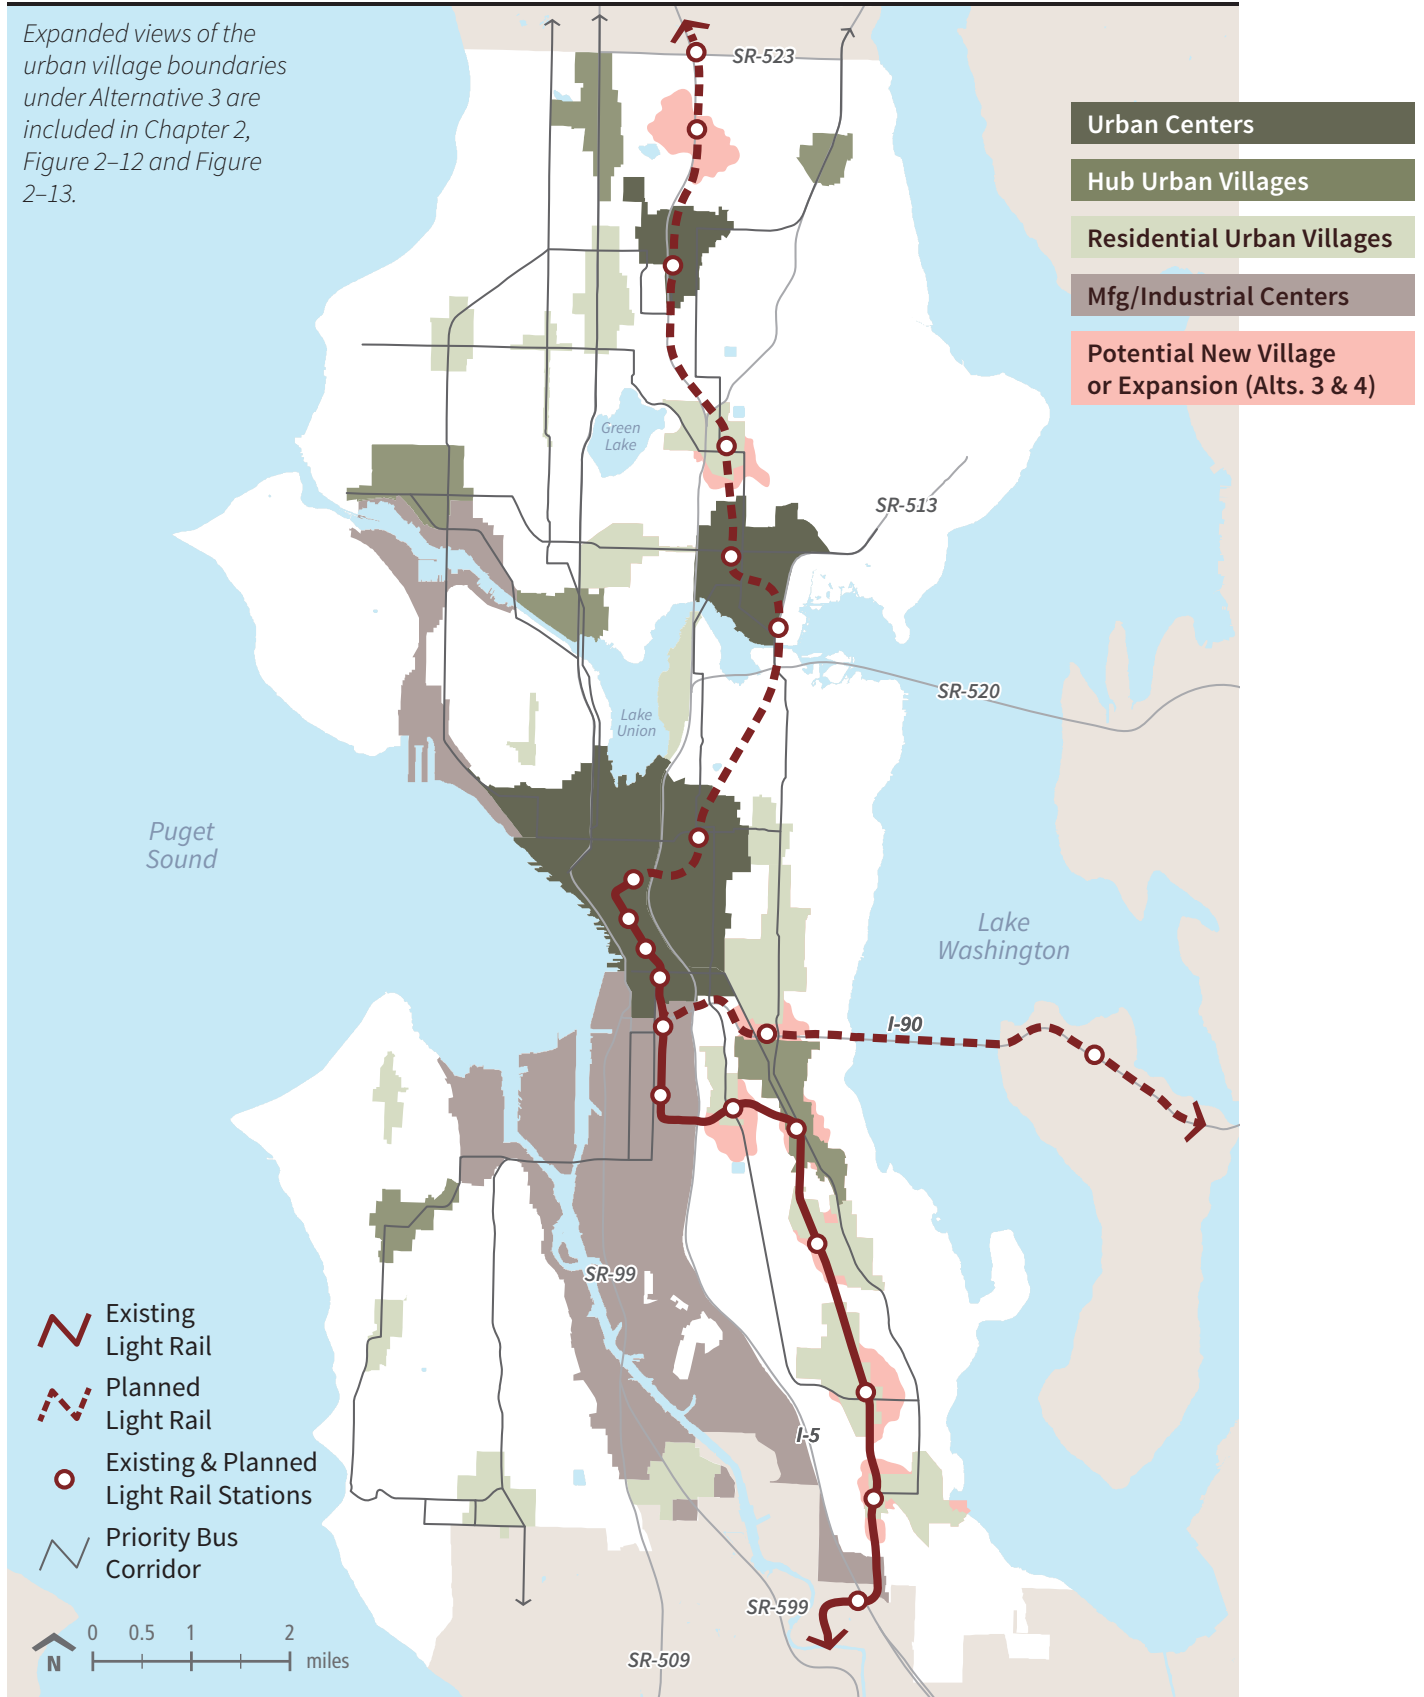 Expanded views of the
urban village boundaries
under Alternative 3 are
included in Chapter 2,
Figure 2–12 and Figure
2–13.
SR-523
Urban Centers
Hub Urban Villages
Residential Urban Villages
Mfg/Industrial Centers
Potential New Village
or Expansion (Alts. 3 & 4)
Green
Lake
SR-513
SR-520
Lake
Union
Puget
Sound
Lake
Washington
I-90
SR-99
I-5
Existing
Light Rail
Planned
Light Rail
Existing & Planned
Light Rail Stations
Priority Bus
Corridor
SR-599
SR-509
N
0 0.5 1 2
miles